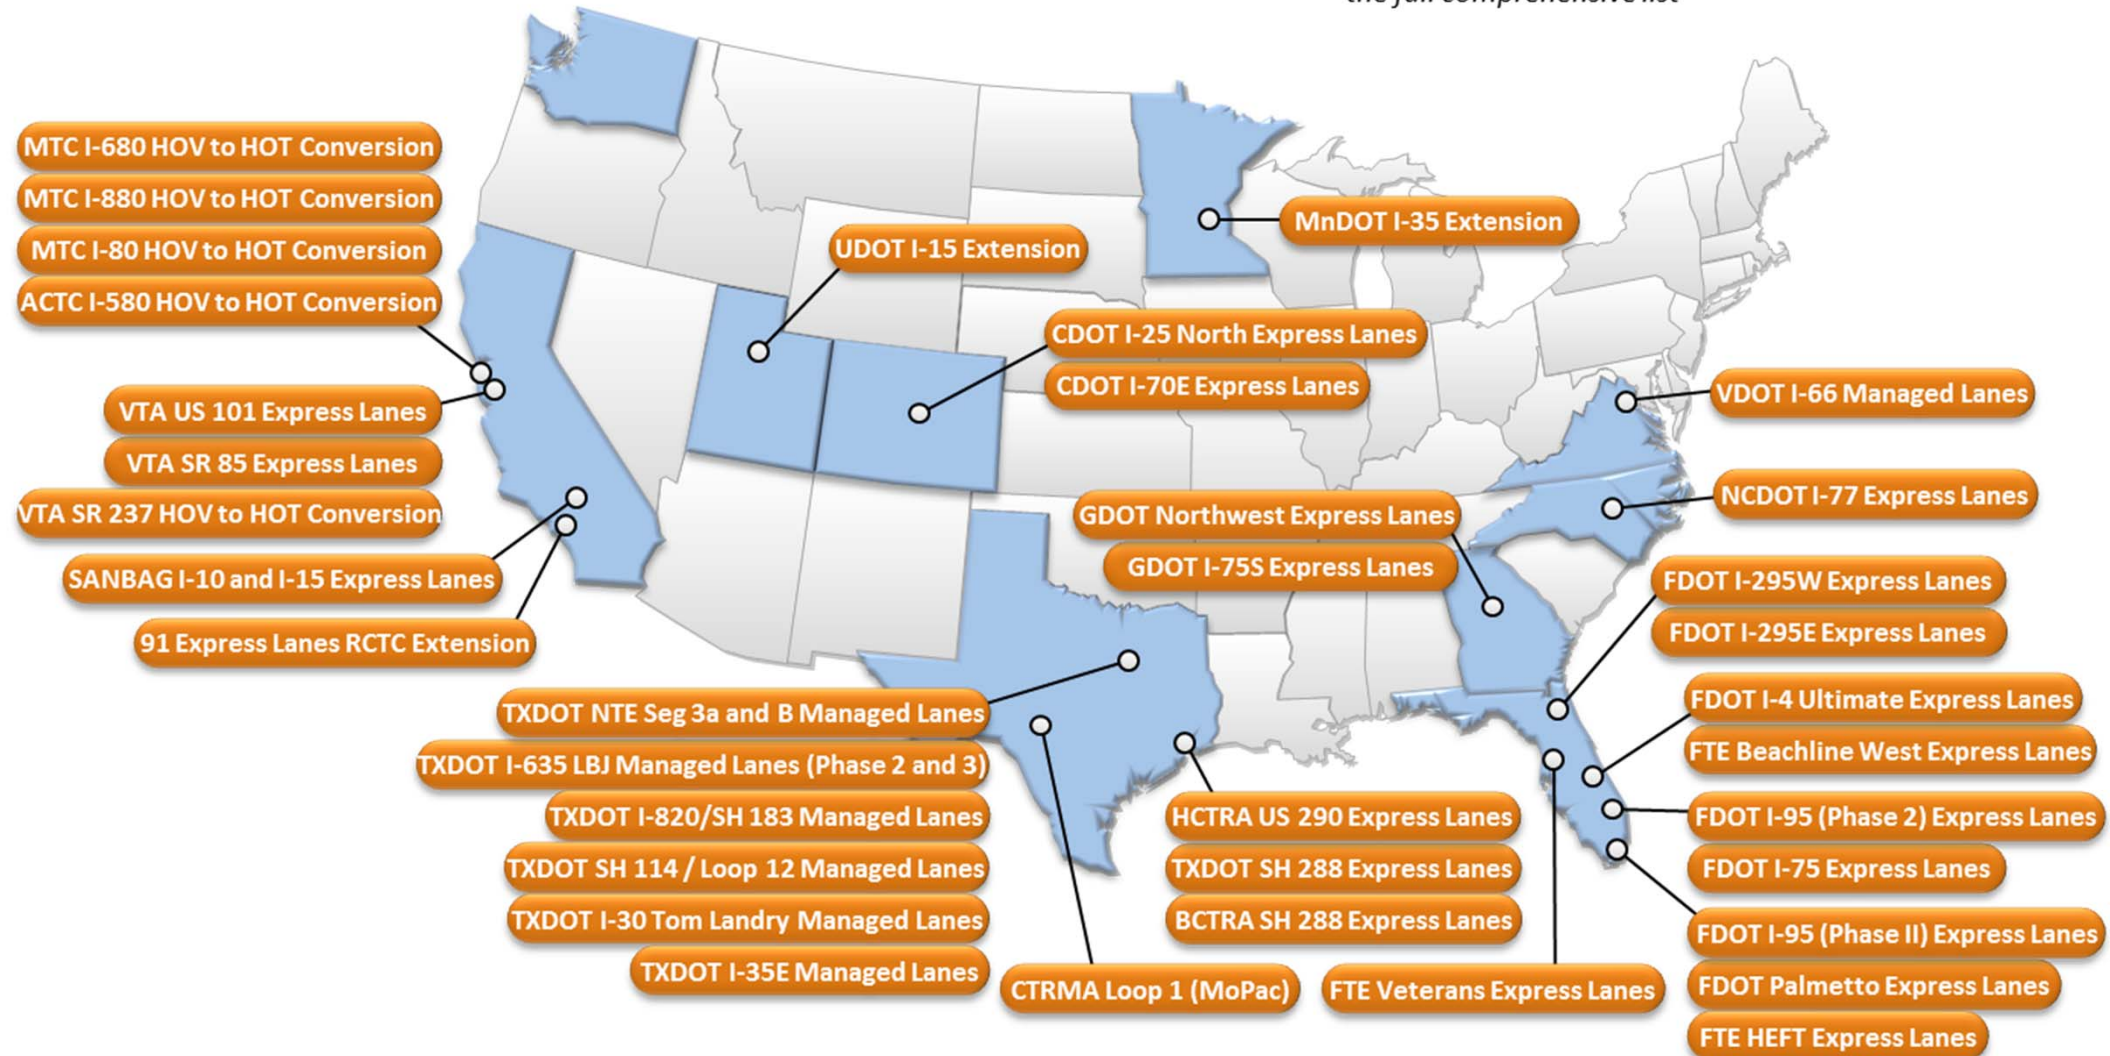 the full comprehensive list
MTC I-680 HOV to HOT Conversion
MTC I-880 HOV to HOT Conversion
MTC I-80 HOV to HOT Conversion
ACTC I-580 HOV to HOT Conversion
VTA US 101 Express Lanes
VTA SR 85 Express Lanes
VTA SR 237 HOV to HOT Conversion
SANBAG I-10 and I-15 Express Lanes
91 Express Lanes RCTC Extension
UDOT I-15 Extension
MnDOT I-35 Extension
CDOT I-25 North Express Lanes
CDOT I-70E Express Lanes
VDOT I-66 Managed Lanes
NCDOT I-77 Express Lanes
GDOT Northwest Express Lanes
GDOT I-75S Express Lanes
FDOT I-295W Express Lanes
FDOT I-295E Express Lanes
FDOT I-4 Ultimate Express Lanes
FTE Beachline West Express Lanes
FDOT I-95 (Phase 2) Express Lanes
FDOT I-75 Express Lanes
FDOT I-95 (Phase II) Express Lanes
FDOT Palmetto Express Lanes
FTE HEFT Express Lanes
TXDOT NTE Seg 3a and B Managed Lanes
TXDOT I-635 LBJ Managed Lanes (Phase 2 and 3)
TXDOT I-820/SH 183 Managed Lanes
TXDOT SH 114 / Loop 12 Managed Lanes
TXDOT I-30 Tom Landry Managed Lanes
TXDOT I-35E Managed Lanes
HCTRA US 290 Express Lanes
TXDOT SH 288 Express Lanes
BCTRA SH 288 Express Lanes
CTRMA Loop 1 (MoPac)
FTE Veterans Express Lanes